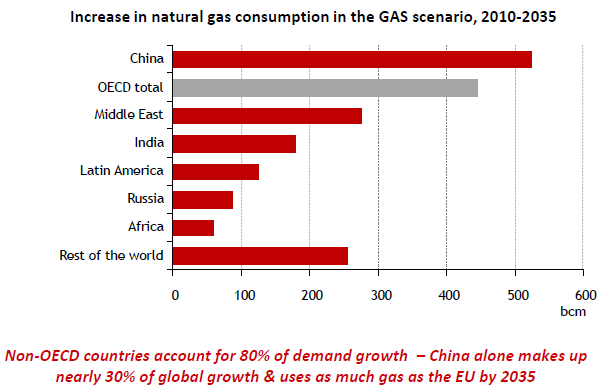 Increase in natural gas consumption in the GAS scenario, 2010-2035
China
OECD total
Middle East
India
Latin America
Russia
Africa
Rest of the world
0 100 200 300 400 500 600
bcm
Non-OECD countries account for 80% of demand growth – China alone makes up
nearly 30% of global growth & uses as much gas as the EU by 2035